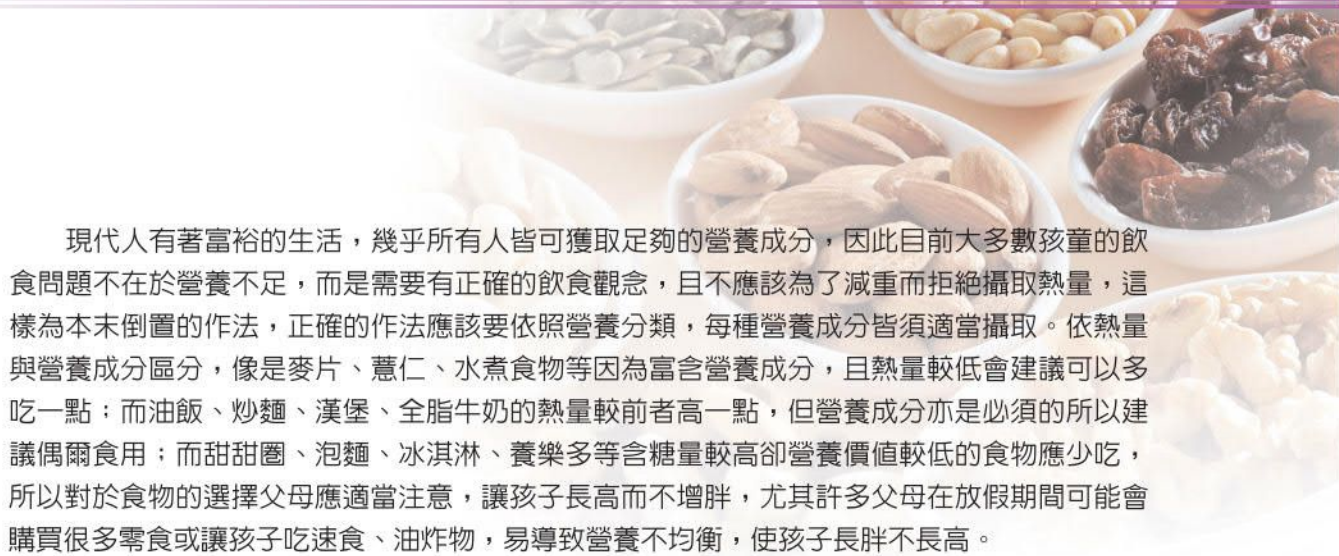 現代人有著富裕的生活，幾乎所有人皆可獲取足夠的營養成分，因此目前大多數孩童的飲
食問題不在於營養不足，而是需要有正確的飲食觀念，且不應該為了減重而拒絕攝取熱量，這
樣為本末倒置的作法，正確的作法應該要依照營養分類，每種營養成分皆須適當攝取。依熱量
與營養成分區分，像是麥片、薏仁、水煮食物等因為富含營養成分，且熱量較低會建議可以多
吃一點；而油飯、炒麵、漢堡、全脂牛奶的熱量較前者高一點，但營養成分亦是必須的所以建
議偶爾食用；而甜甜圈、泡麵、冰淇淋、養樂多等含糖量較高卻營養價值較低的食物應少吃，
所以對於食物的選擇父母應適當注意，讓孩子長高而不增胖，尤其許多父母在放假期間可能會
購買很多零食或讓孩子吃速食、油炸物，易導致營養不均衡，使孩子長胖不長高。